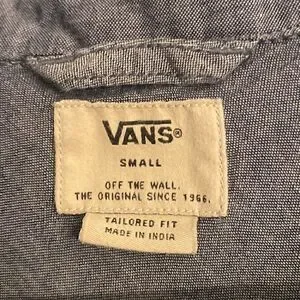 VANS®
SMALL
OFF THE WALL.
THE ORIGINAL SINCE 1966.
TAILORED FIT
MADE IN INDIA